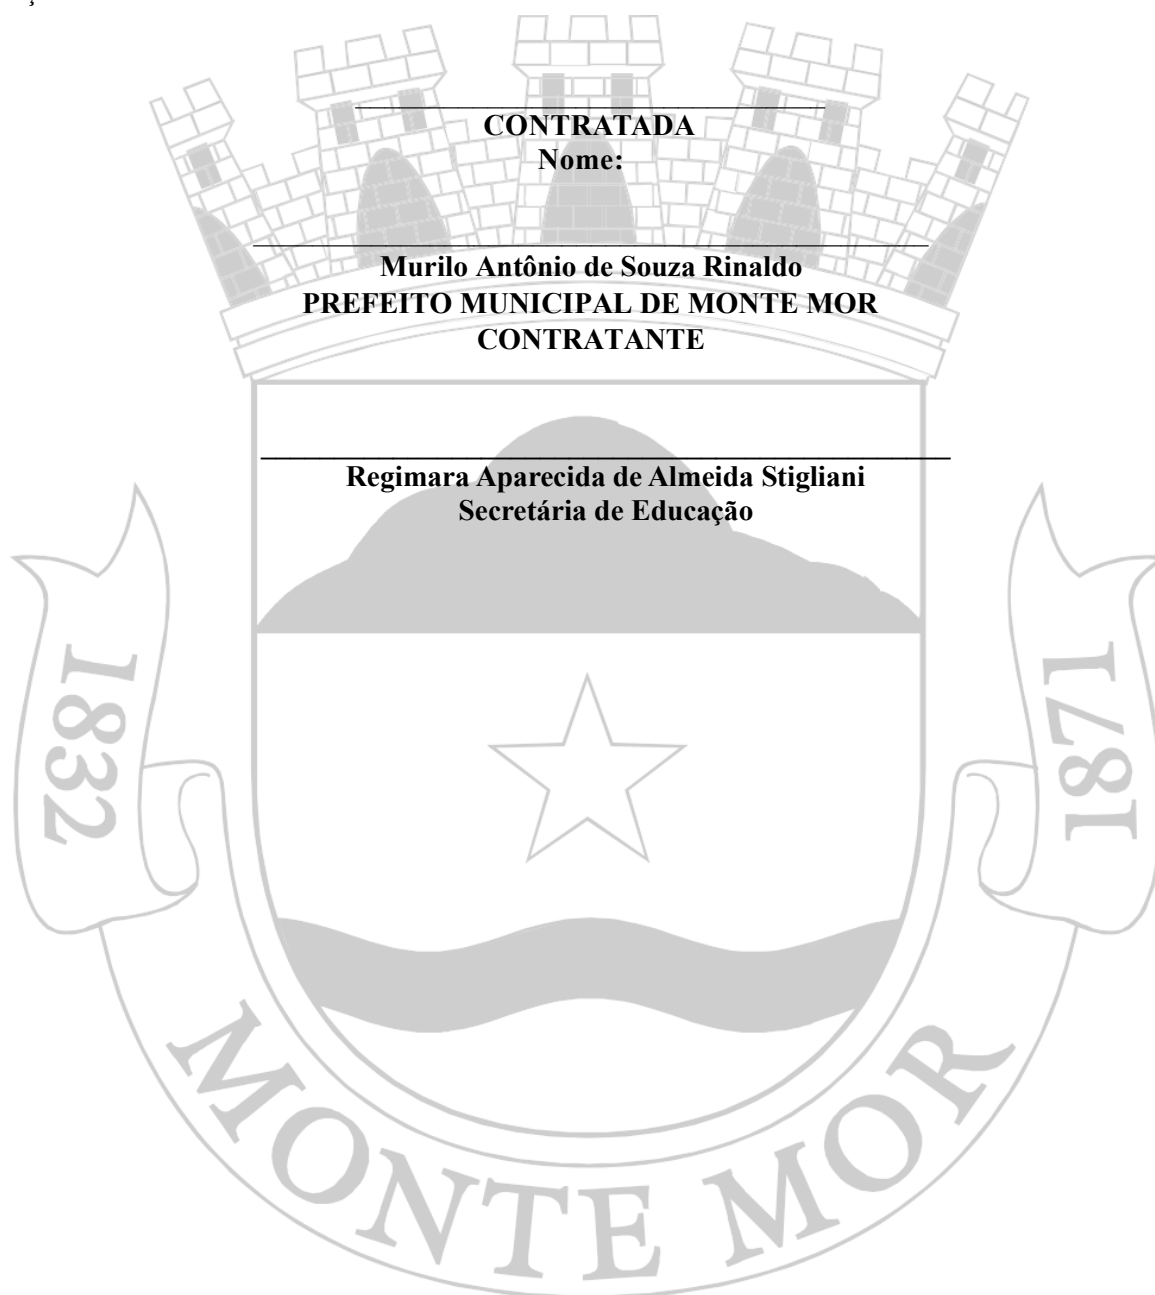 CONTRATADA
Nome:
Murilo Antônio de Souza Rinaldo
PREFEITO MUNICIPAL DE MONTE MOR
CONTRATANTE
Regimara Aparecida de Almeida Stigliani
Secretária de Educação
1832
1871
MONTE MOR